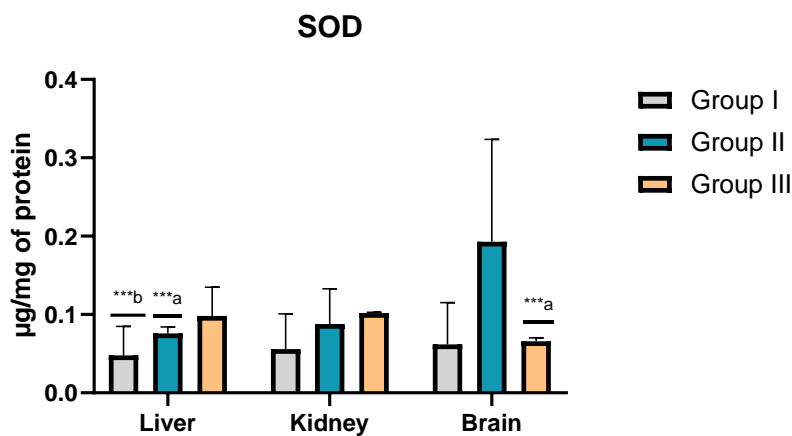 SOD
µg/mg of protein
0.4
0.3
0.2
0.1
0.0
***b
***a
***a
Liver
Kidney
Brain
Group I
Group II
Group III